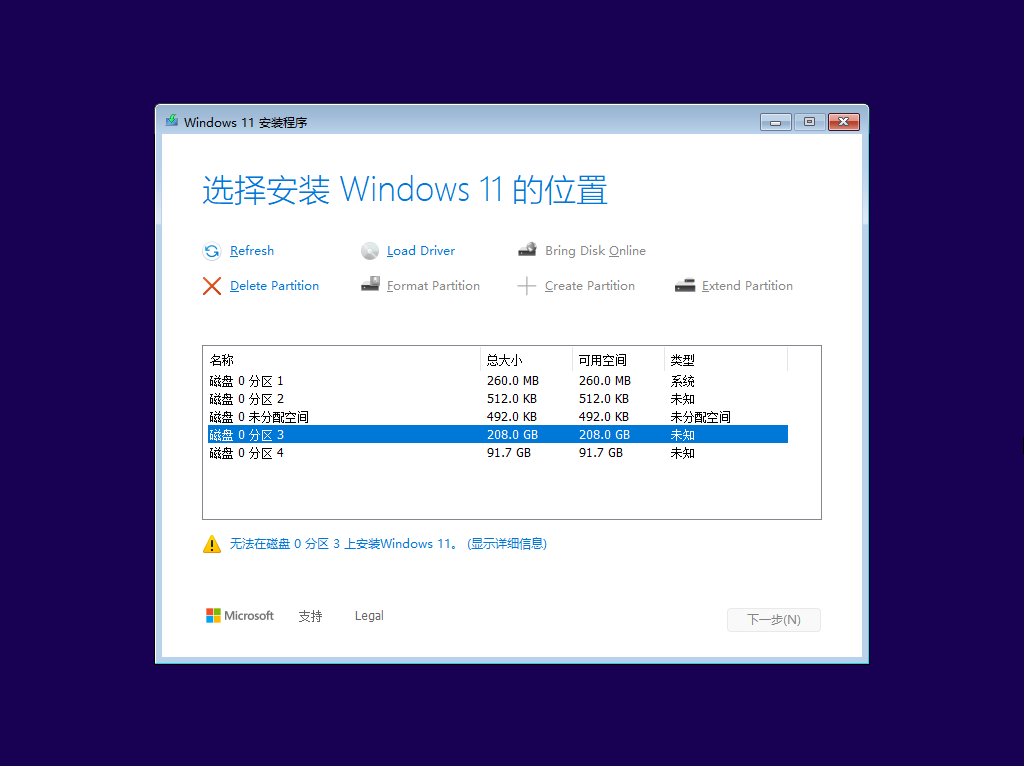 Windows 11 安装程序
选择安装 Windows 11 的位置
Refresh Load Driver Bring Disk Online
Delete Partition Format Partition Create Partition Extend Partition
名称 总大小 可用空间 类型
磁盘 0 分区 1 260.0 MB 260.0 MB 系统
磁盘 0 分区 2 512.0 KB 512.0 KB 未知
磁盘 0 未分配空间 492.0 KB 492.0 KB 未分配空间
磁盘 0 分区 3 208.0 GB 208.0 GB 未知
磁盘 0 分区 4 91.7 GB 91.7 GB 未知
无法在磁盘 0 分区 3 上安装Windows 11。 (显示详细信息)
Microsoft 支持 Legal 下一步(N)